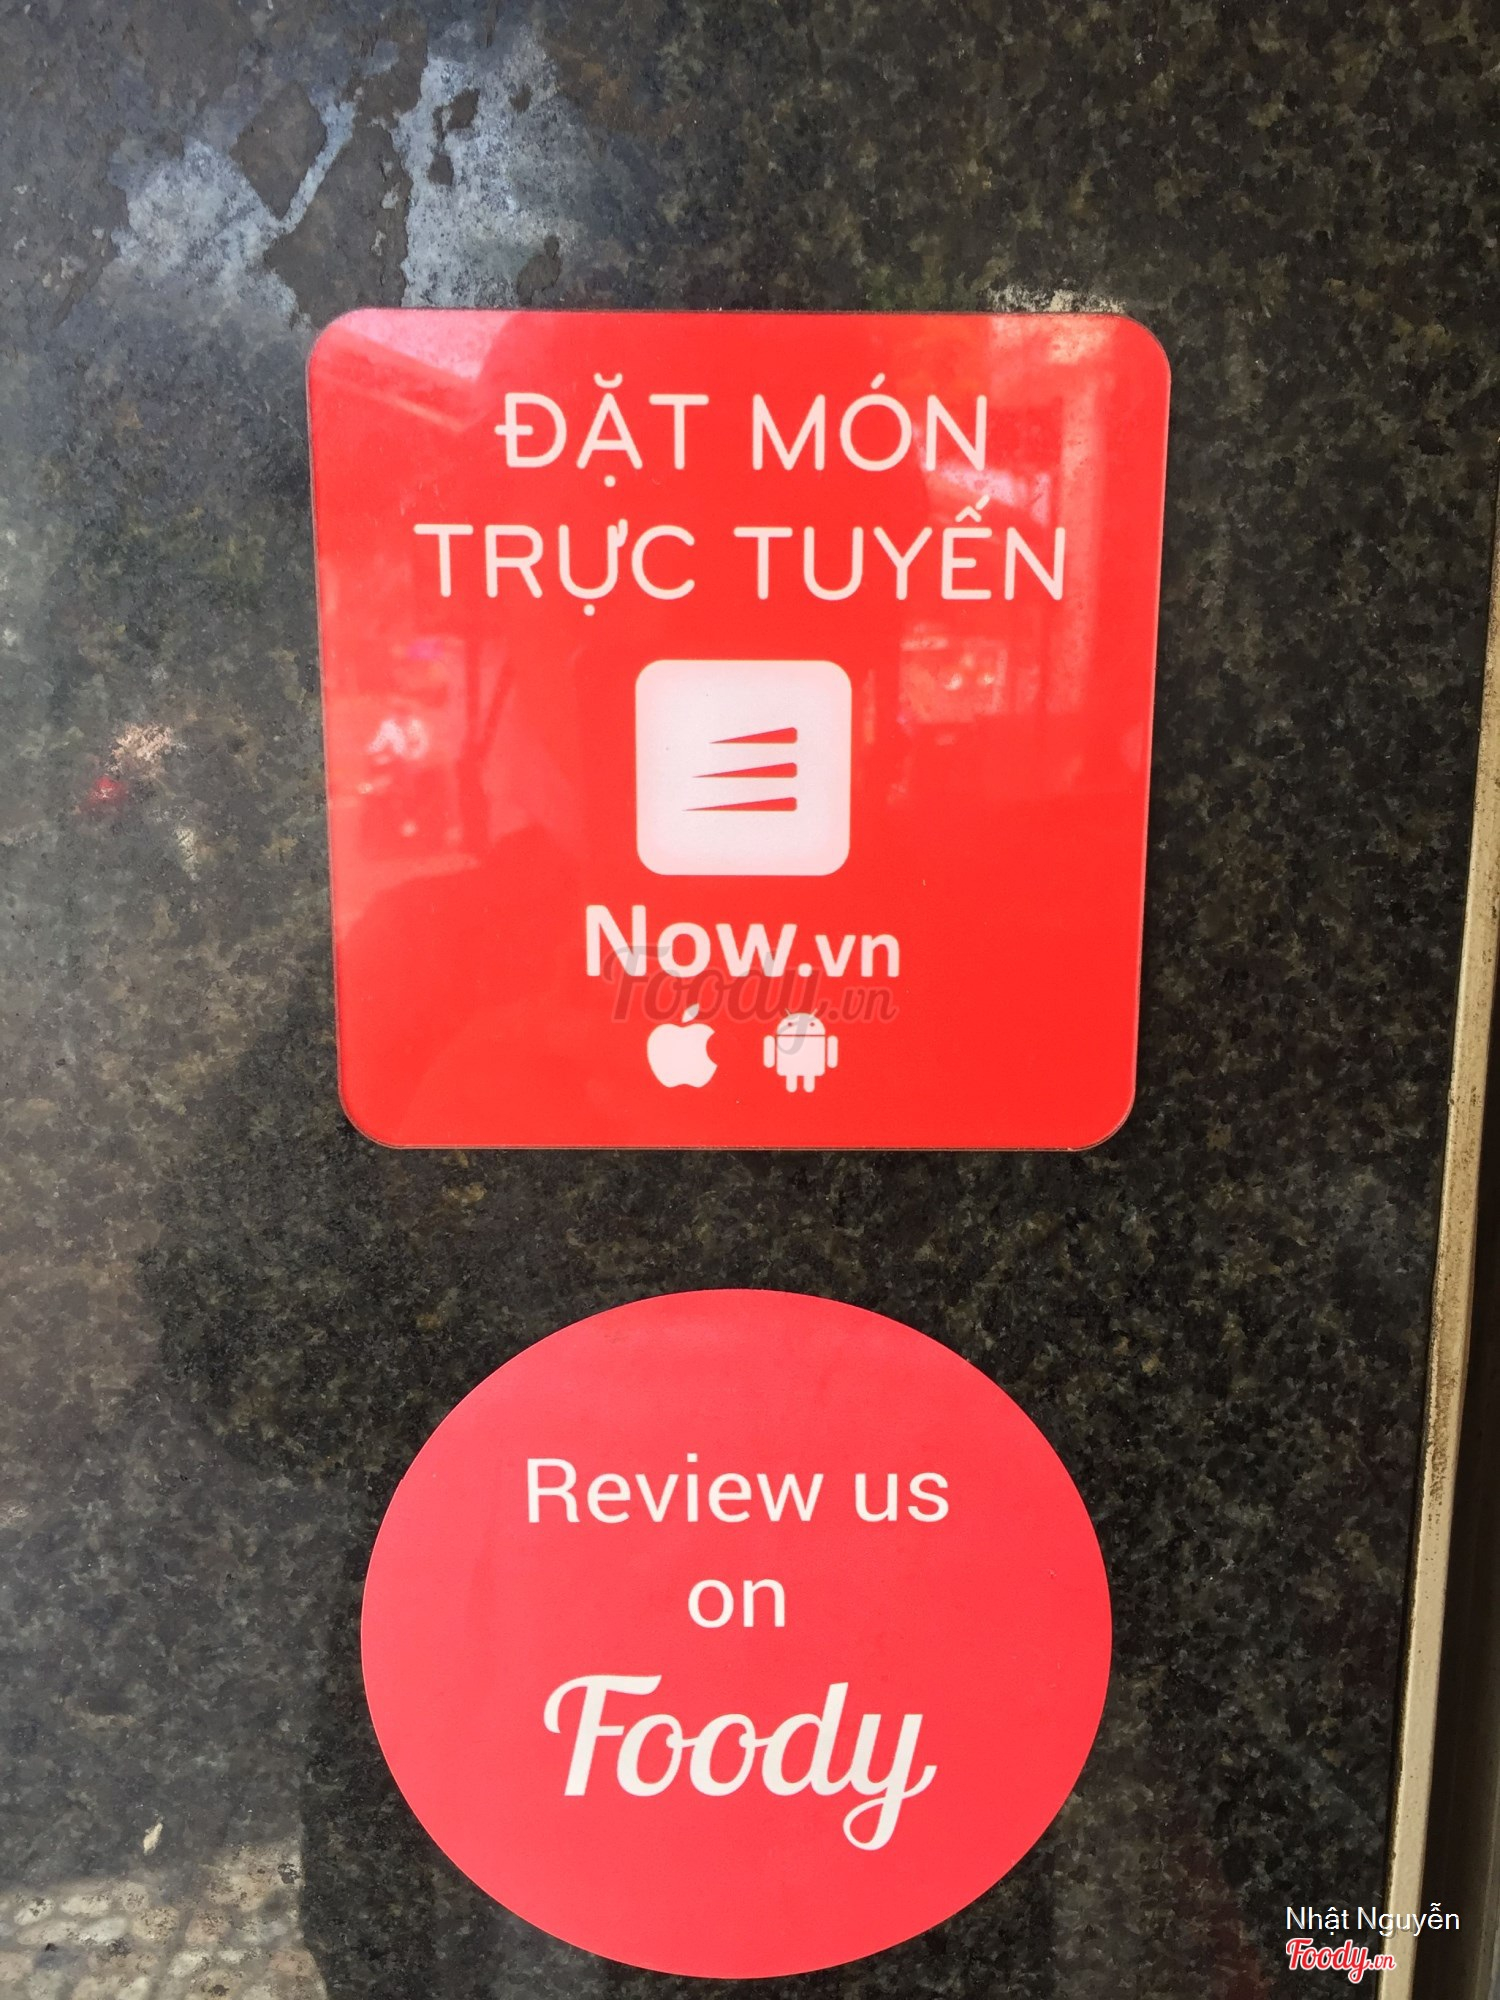 ĐẶT MÓN
TRỰC TUYẾN
Now.vn
Foody.vn
Review us
on
Foody
Nhật Nguyễn
Foody.vn